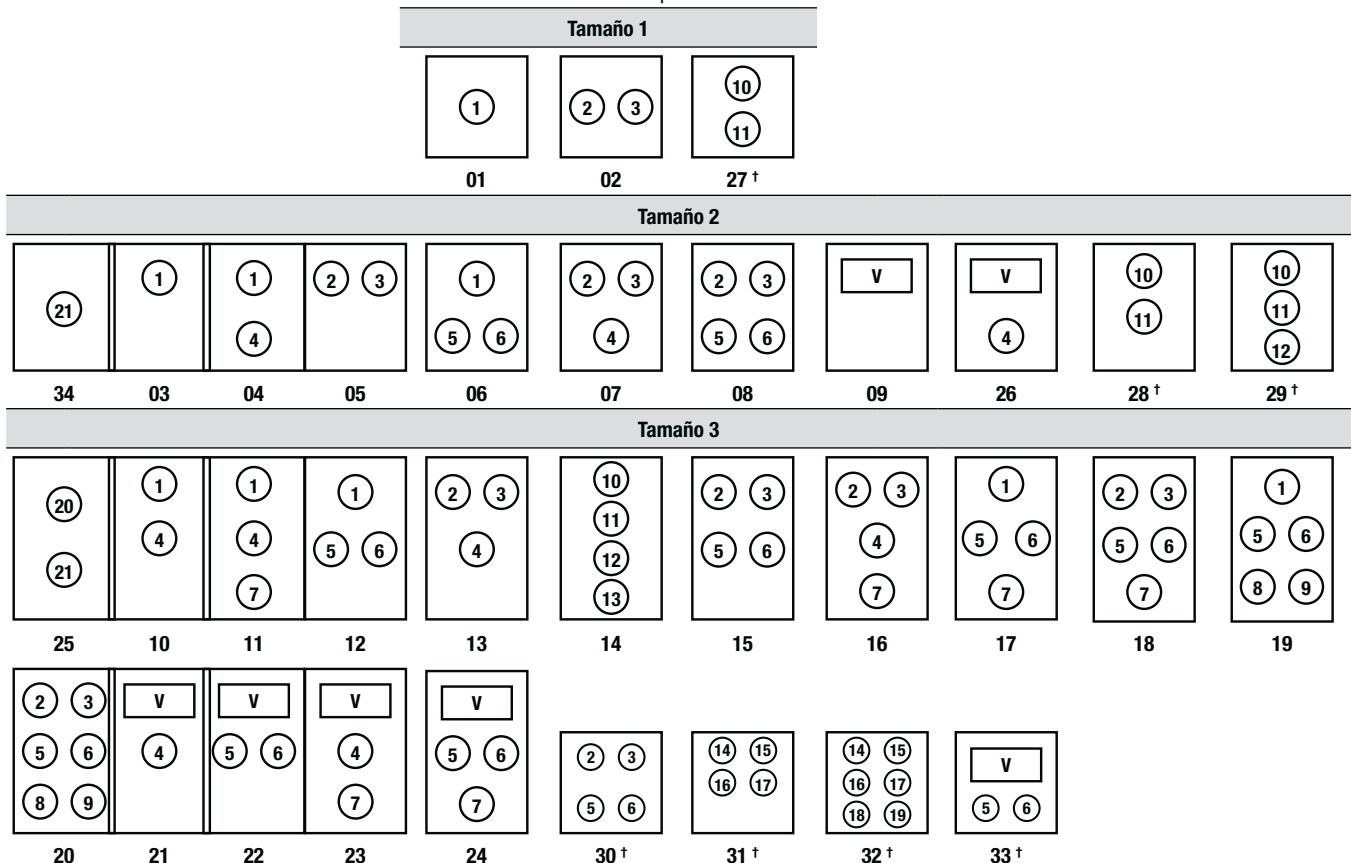 Tamaño 1
1 2 3 10
11
01 02 27 †
Tamaño 2
21 1 1 2 3 1 2 3 2 3 V V 10 10
4 5 6 4 5 6 4 11 11
12
34 03 04 05 06 07 08 09 26 28 † 29 †
Tamaño 3
20 1 1 1 2 3 10 2 3 2 3 1 2 3 1
21 4 4 5 6 4 11 5 6 4 5 6 5 6 5 6
7 12 7 7 7 8 9
13
25 10 11 12 13 14 15 16 17 18 19
2 3 V V V V
5 6 4 5 6 4 5 6 2 3 14 15 14 15 V
8 9 7 7 5 6 16 17 16 17 5 6
18 19
20 21 22 23 24 30 † 31 † 32 † 33 †